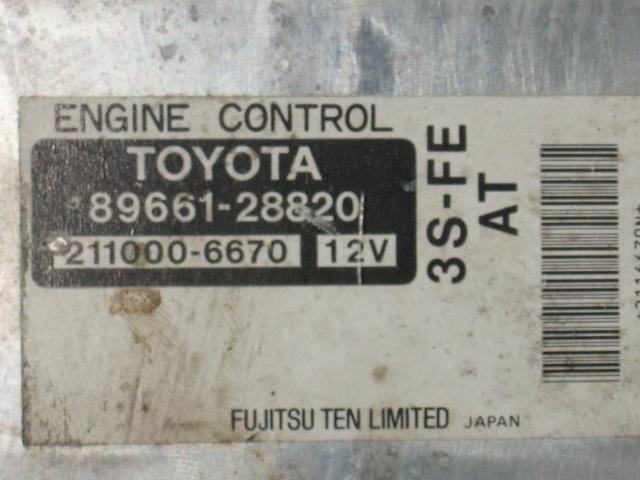 ENGINE CONTROL
TOYOTA
89661-28820
211000-6670 12V
3S-FE
AT
FUJITSU TEN LIMITED JAPAN